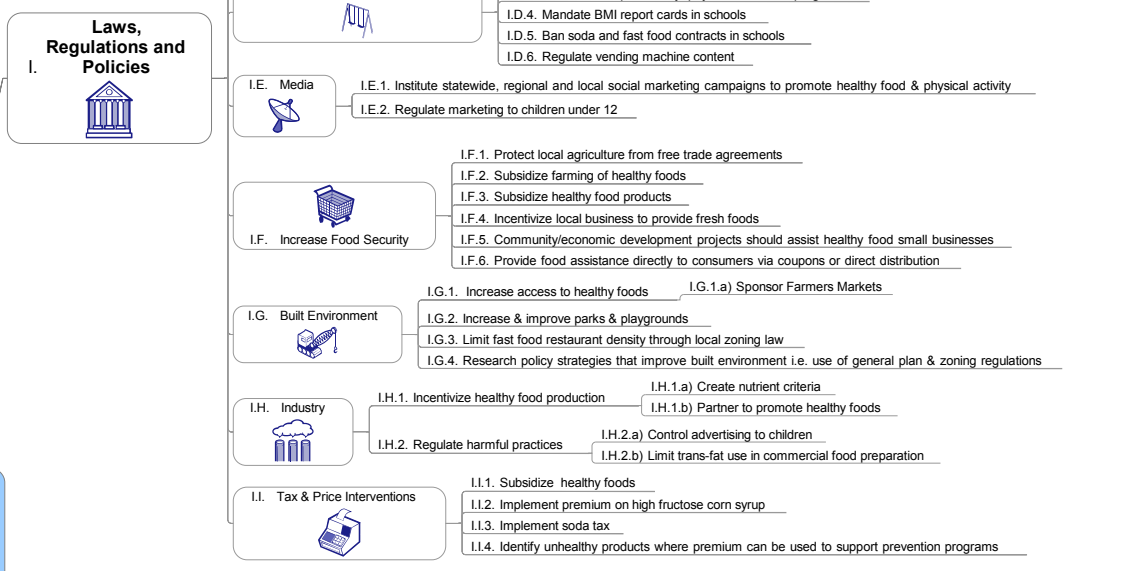 I.D.4. Mandate BMI report cards in schools
I.D.5. Ban soda and fast food contracts in schools
I.D.6. Regulate vending machine content
Laws,
Regulations and
I. Policies
I.E. Media
I.E.1. Institute statewide, regional and local social marketing campaigns to promote healthy food & physical activity
I.E.2. Regulate marketing to children under 12
I.F. Increase Food Security
I.F.1. Protect local agriculture from free trade agreements
I.F.2. Subsidize farming of healthy foods
I.F.3. Subsidize healthy food products
I.F.4. Incentivize local business to provide fresh foods
I.F.5. Community/economic development projects should assist healthy food small businesses
I.F.6. Provide food assistance directly to consumers via coupons or direct distribution
I.G. Built Environment
I.G.1. Increase access to healthy foods
I.G.1.a) Sponsor Farmers Markets
I.G.2. Increase & improve parks & playgrounds
I.G.3. Limit fast food restaurant density through local zoning law
I.G.4. Research policy strategies that improve built environment i.e. use of general plan & zoning regulations
I.H. Industry
I.H.1. Incentivize healthy food production
I.H.1.a) Create nutrient criteria
I.H.1.b) Partner to promote healthy foods
I.H.2. Regulate harmful practices
I.H.2.a) Control advertising to children
I.H.2.b) Limit trans-fat use in commercial food preparation
I.I. Tax & Price Interventions
I.I.1. Subsidize healthy foods
I.I.2. Implement premium on high fructose corn syrup
I.I.3. Implement soda tax
I.I.4. Identify unhealthy products where premium can be used to support prevention programs